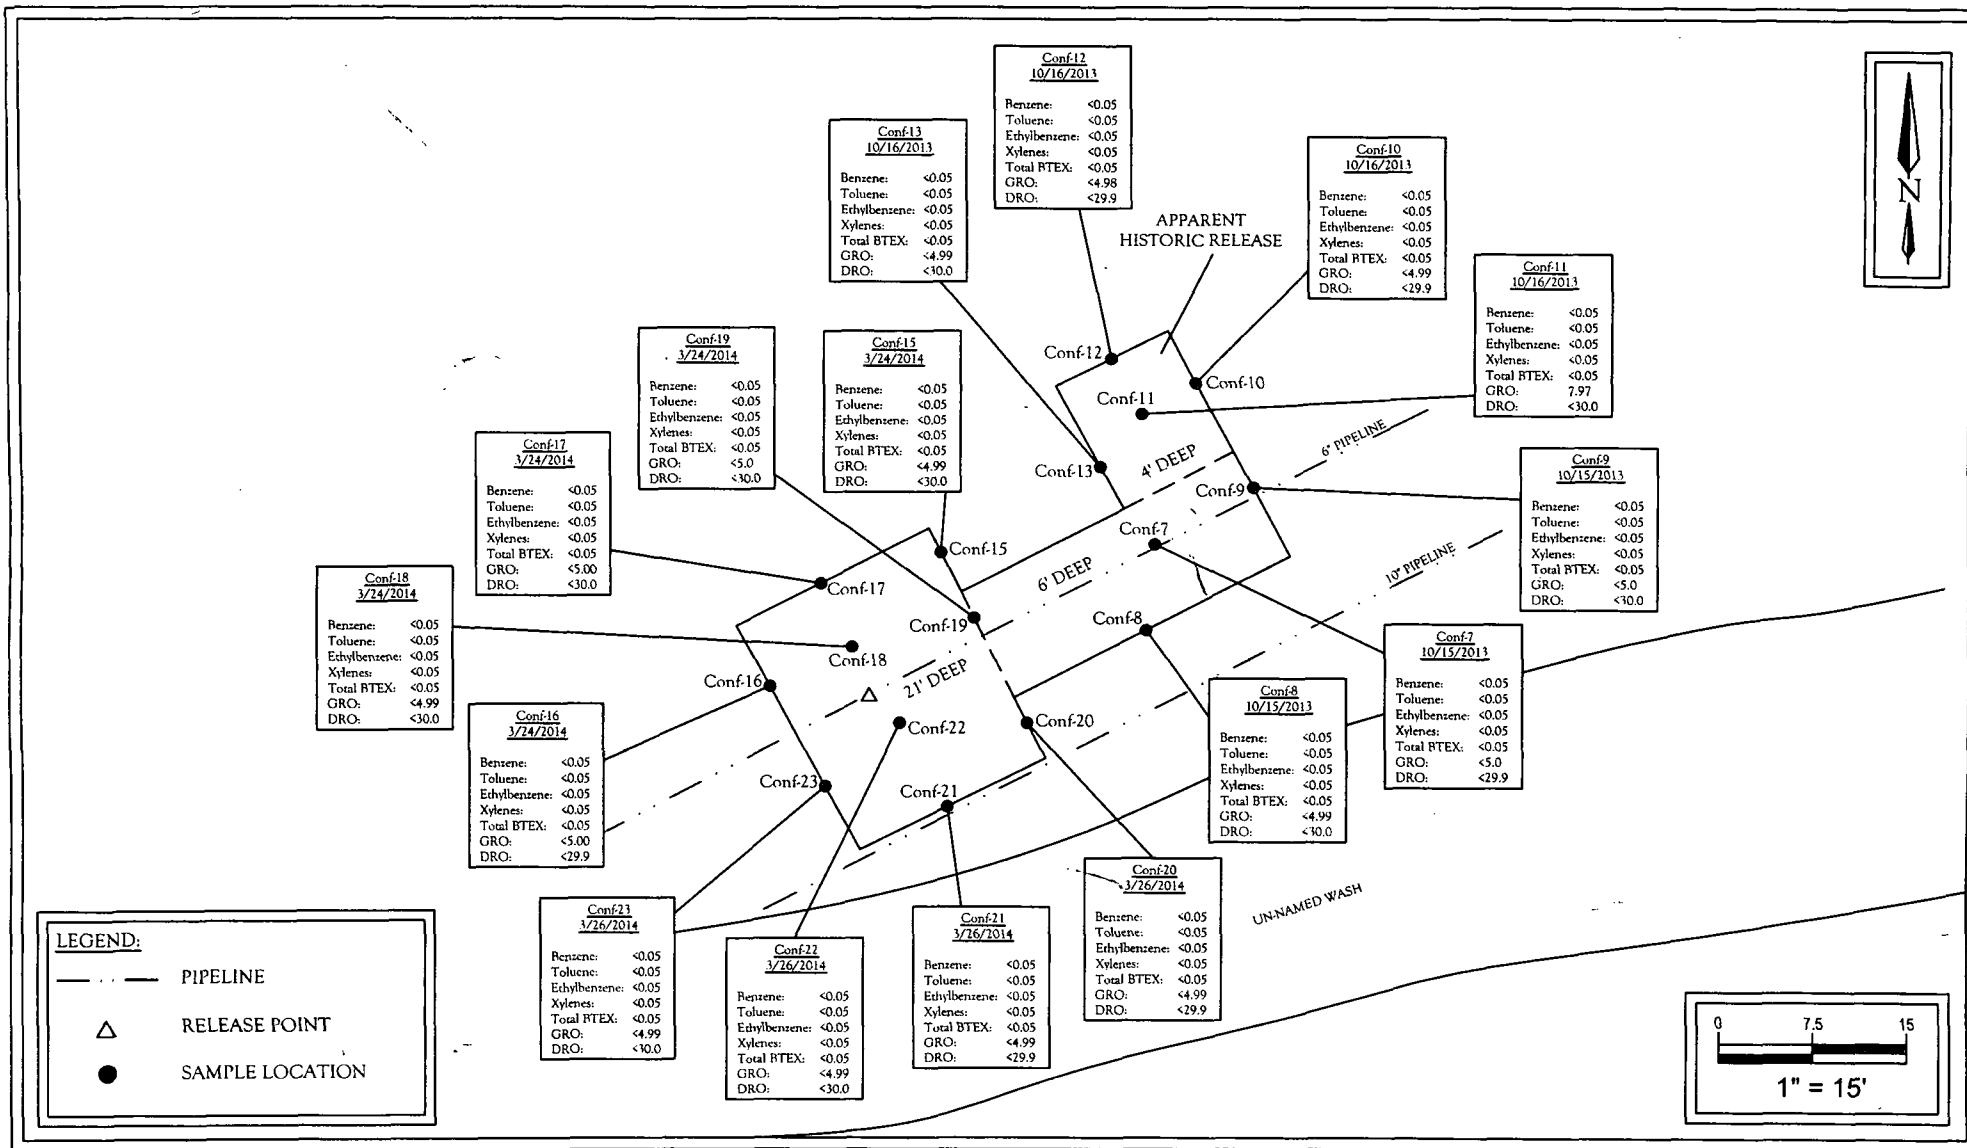 Conf-12
10/16/2013
Benzene: <0.05
Toluene: <0.05
Ethylbenzene: <0.05
Xylenes: <0.05
Total BTEX: <0.05
GRO: <4.98
DRO: <29.9
Conf-13
10/16/2013
Benzene: <0.05
Toluene: <0.05
Ethylbenzene: <0.05
Xylenes: <0.05
Total BTEX: <0.05
GRO: <4.99
DRO: <30.0
Conf-10
10/16/2013
Benzene: <0.05
Toluene: <0.05
Ethylbenzene: <0.05
Xylenes: <0.05
Total BTEX: <0.05
GRO: <4.99
DRO: <29.9
N
APPARENT
HISTORIC RELEASE
Conf-11
10/16/2013
Benzene: <0.05
Toluene: <0.05
Ethylbenzene: <0.05
Xylenes: <0.05
Total BTEX: <0.05
GRO: 7.97
DRO: <30.0
Conf-19
3/24/2014
Benzene: <0.05
Toluene: <0.05
Ethylbenzene: <0.05
Xylenes: <0.05
Total BTEX: <0.05
GRO: <5.0
DRO: <30.0
Conf-15
3/24/2014
Benzene: <0.05
Toluene: <0.05
Ethylbenzene: <0.05
Xylenes: <0.05
Total BTEX: <0.05
GRO: <4.99
DRO: <30.0
Conf-12
Conf-10
Conf-11
Conf-13
4' DEEP
6" PIPELINE
Conf-9
Conf-17
3/24/2014
Benzene: <0.05
Toluene: <0.05
Ethylbenzene: <0.05
Xylenes: <0.05
Total BTEX: <0.05
GRO: <5.00
DRO: <30.0
Conf-9
10/15/2013
Benzene: <0.05
Toluene: <0.05
Ethylbenzene: <0.05
Xylenes: <0.05
Total BTEX: <0.05
GRO: <5.0
DRO: <30.0
Conf-7
Conf-15
6' DEEP
10" PIPELINE
Conf-17
Conf-19
Conf-8
Conf-18
3/24/2014
Benzene: <0.05
Toluene: <0.05
Ethylbenzene: <0.05
Xylenes: <0.05
Total BTEX: <0.05
GRO: <4.99
DRO: <30.0
Conf-18
Conf-16
21' DEEP
Conf-22
Conf-20
Conf-7
10/15/2013
Benzene: <0.05
Toluene: <0.05
Ethylbenzene: <0.05
Xylenes: <0.05
Total BTEX: <0.05
GRO: <5.0
DRO: <29.9
Conf-8
10/15/2013
Benzene: <0.05
Toluene: <0.05
Ethylbenzene: <0.05
Xylenes: <0.05
Total BTEX: <0.05
GRO: <4.99
DRO: <30.0
Conf-16
3/24/2014
Benzene: <0.05
Toluene: <0.05
Ethylbenzene: <0.05
Xylenes: <0.05
Total BTEX: <0.05
GRO: <5.00
DRO: <29.9
Conf-23
Conf-21
Conf-20
3/26/2014
Benzene: <0.05
Toluene: <0.05
Ethylbenzene: <0.05
Xylenes: <0.05
Total BTEX: <0.05
GRO: <4.99
DRO: <29.9
UN-NAMED WASH
Conf-23
3/26/2014
Benzene: <0.05
Toluene: <0.05
Ethylbenzene: <0.05
Xylenes: <0.05
Total BTEX: <0.05
GRO: <4.99
DRO: <30.0
Conf-22
3/26/2014
Benzene: <0.05
Toluene: <0.05
Ethylbenzene: <0.05
Xylenes: <0.05
Total BTEX: <0.05
GRO: <4.99
DRO: <30.0
Conf-21
3/26/2014
Benzene: <0.05
Toluene: <0.05
Ethylbenzene: <0.05
Xylenes: <0.05
Total BTEX: <0.05
GRO: <4.99
DRO: <29.9
LEGEND:
PIPELINE
RELEASE POINT
SAMPLE LOCATION
0 7.5 15
1" = 15'